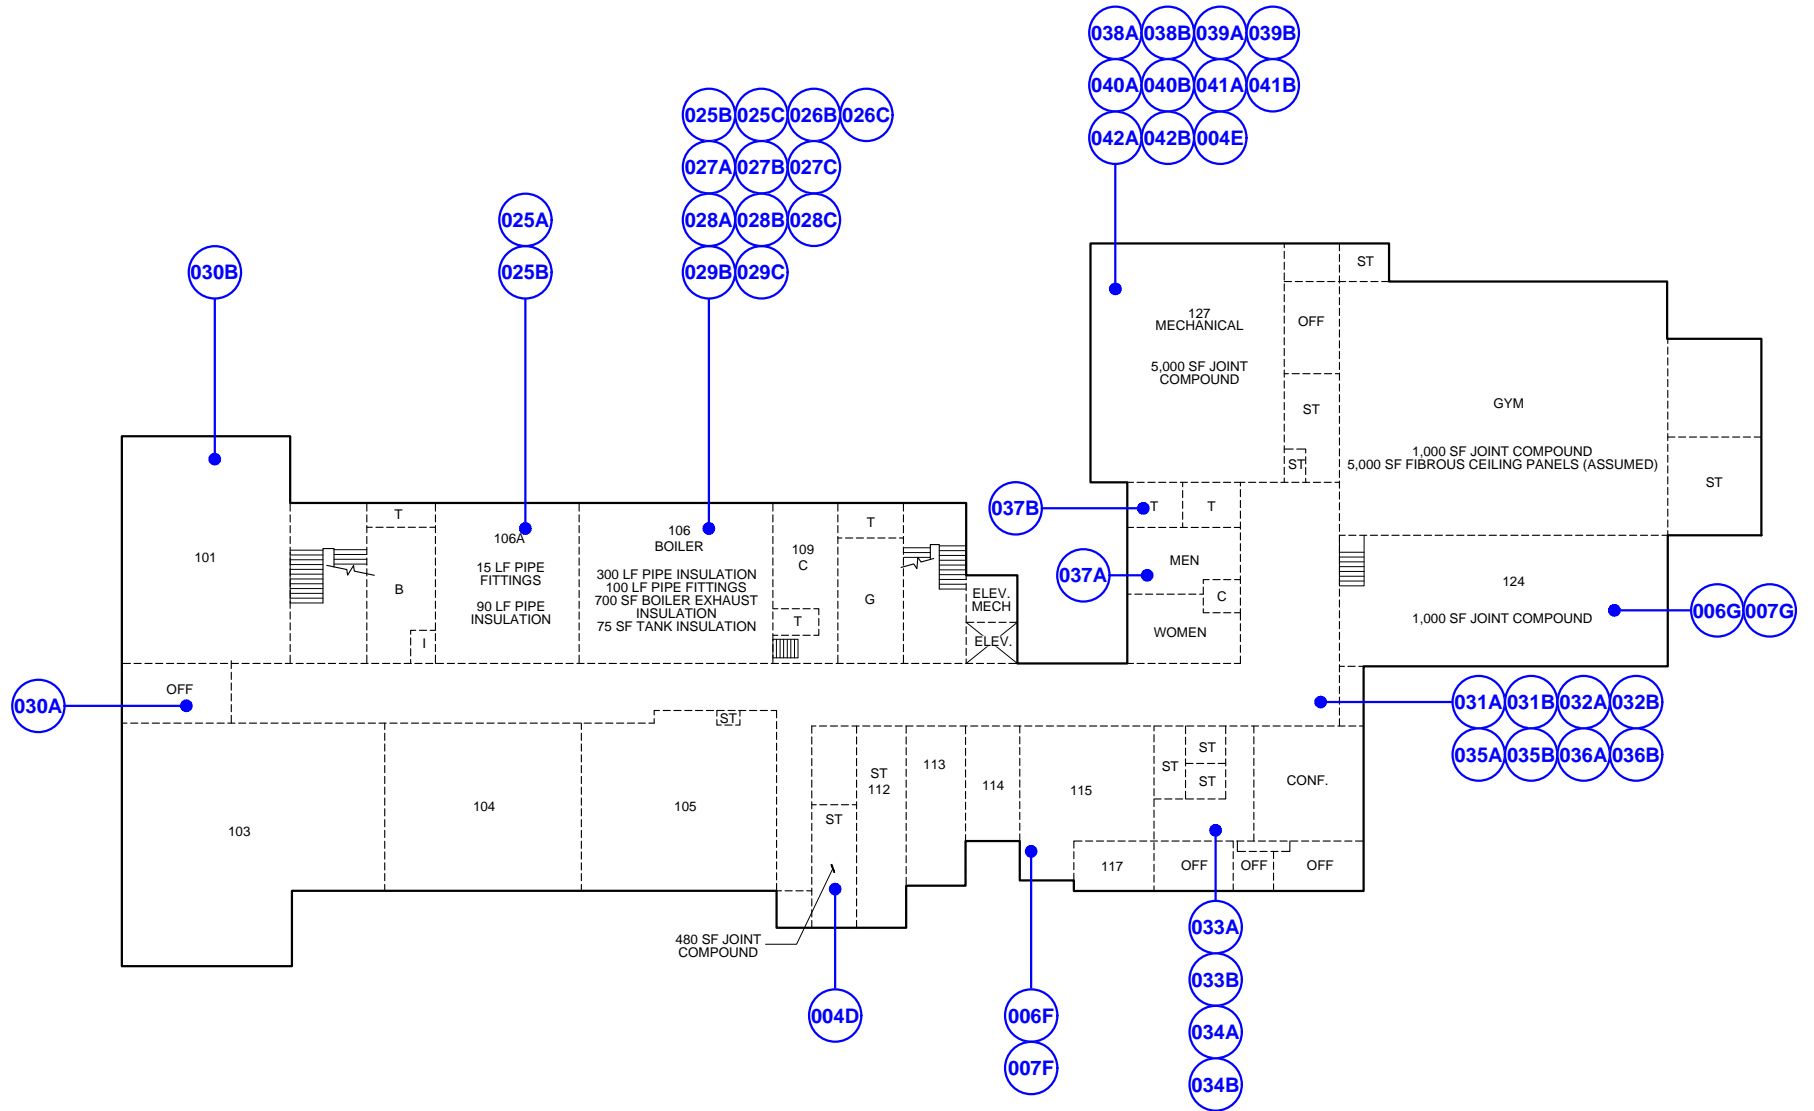 038A 038B 039A 039B
040A 040B 041A 041B
042A 042B 004E
025B 025C 026B 026C
027A 027B 027C
028A 028B 028C
029B 029C
025A
025B
030B
ST
127
MECHANICAL
5,000 SF JOINT
COMPOUND
OFF
ST
ST
GYM
1,000 SF JOINT COMPOUND
5,000 SF FIBROUS CEILING PANELS (ASSUMED)
ST
037B
T
T
037A
MEN
C
WOMEN
124
1,000 SF JOINT COMPOUND
006G 007G
101
T
B
I
106A
15 LF PIPE
FITTINGS
90 LF PIPE
INSULATION
106
BOILER
300 LF PIPE INSULATION
100 LF PIPE FITTINGS
700 SF BOILER EXHAUST
INSULATION
75 SF TANK INSULATION
109
C
T
T
G
ELEV.
MECH
ELEV.
030A
OFF
ST
031A 031B 032A 032B
035A 035B 036A 036B
103
104
105
ST
ST
112
113
114
115
ST
ST
ST
CONF.
117
OFF
OFF
OFF
480 SF JOINT
COMPOUND
004D
006F
007F
033A
033B
034A
034B